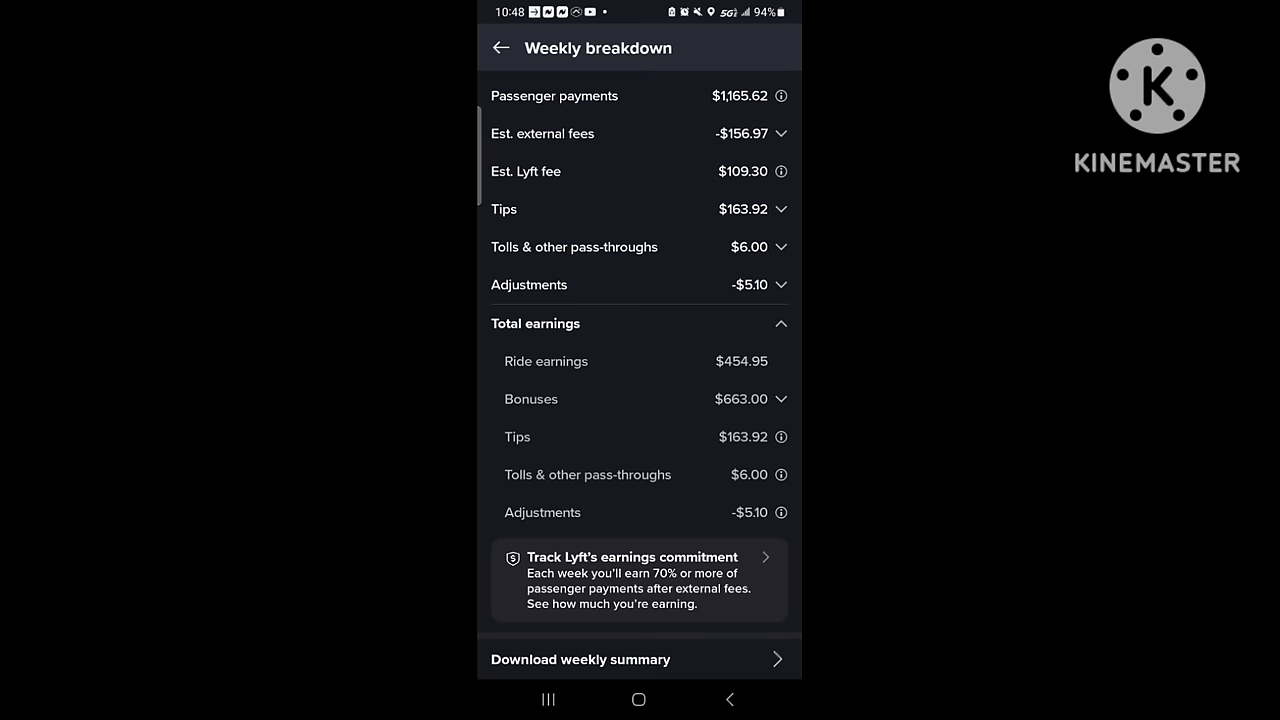 10:48 5G 94%
Weekly breakdown
Passenger payments $1,165.62
Est. external fees -$156.97
Est. Lyft fee $109.30
Tips $163.92
Tolls & other pass-throughs $6.00
Adjustments -$5.10
Total earnings
Ride earnings $454.95
Bonuses $663.00
Tips $163.92
Tolls & other pass-throughs $6.00
Adjustments -$5.10
Track Lyft's earnings commitment
Each week you'll earn 70% or more of
passenger payments after external fees.
See how much you're earning.
Download weekly summary
K
KINEMASTER